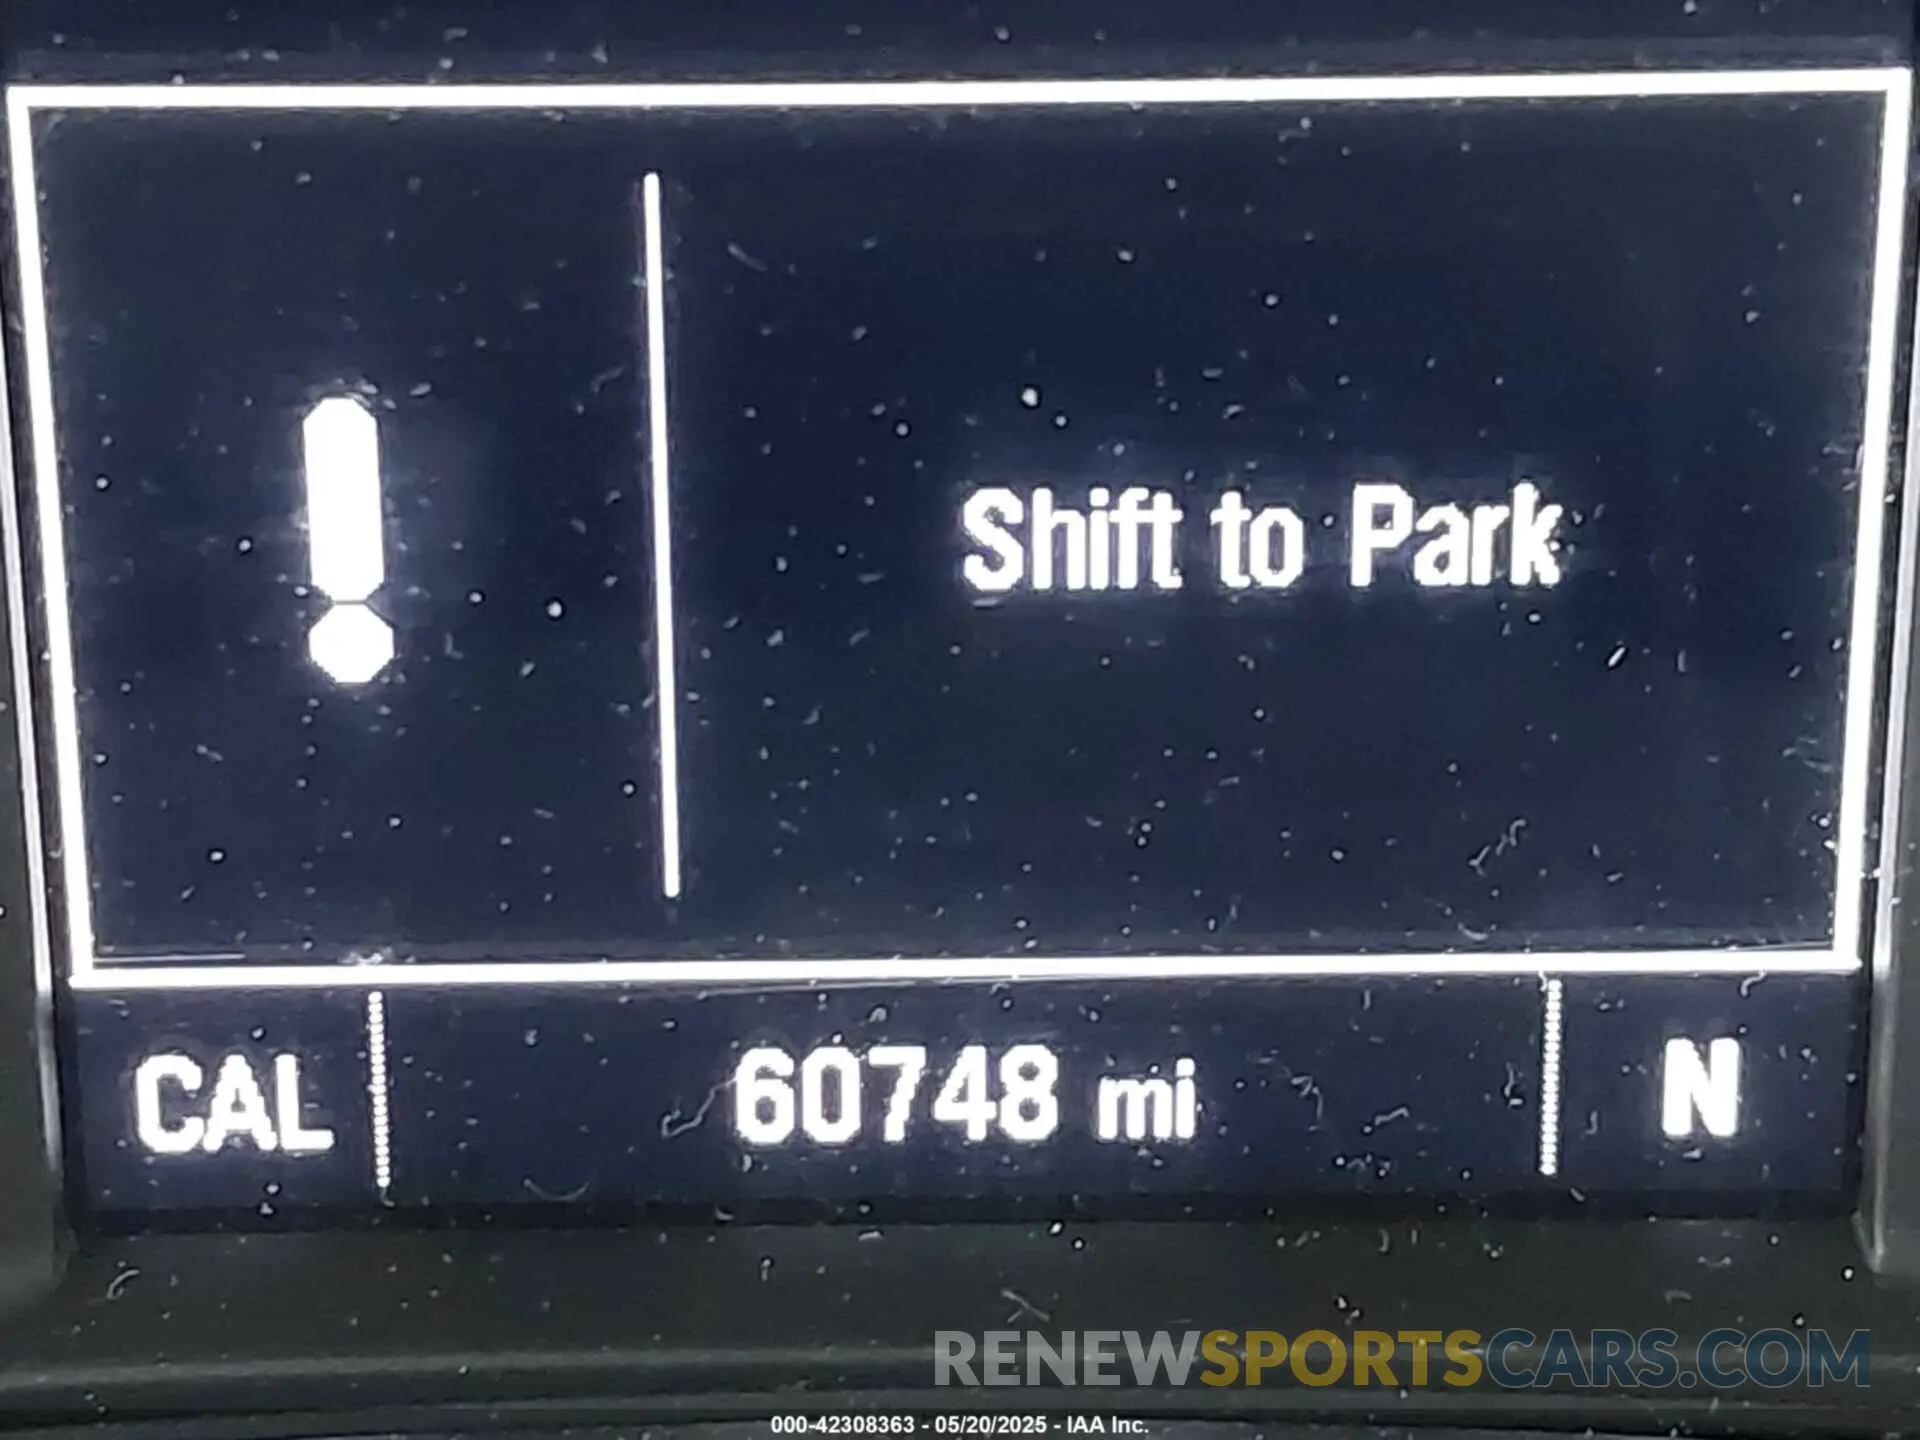 !
Shift to Park
CAL 60748 mi N
RENEWSPORTSCARS.COM
000-42308363 - 05/20/2025 - IAA Inc.